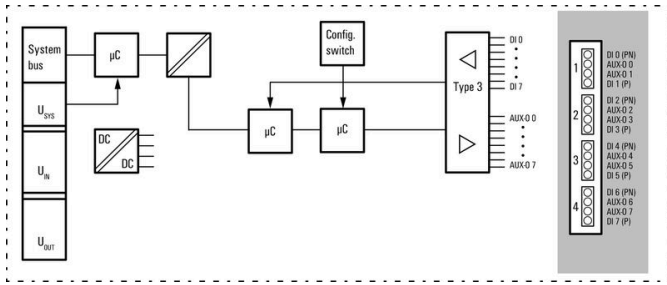 System
bus
µC
Config.
switch
DI 0
DI 7
Type 3
AUX-O 0
AUX-O 7
U SYS
µC
µC
DC
DC
U IN
U OUT
1
DI 0 (PN)
AUX-O 0
AUX-O 1
DI 1 (P)
2
DI 2 (PN)
AUX-O 2
AUX-O 3
DI 3 (P)
3
DI 4 (PN)
AUX-O 4
AUX-O 5
DI 5 (P)
4
DI 6 (PN)
AUX-O 6
AUX-O 7
DI 7 (P)